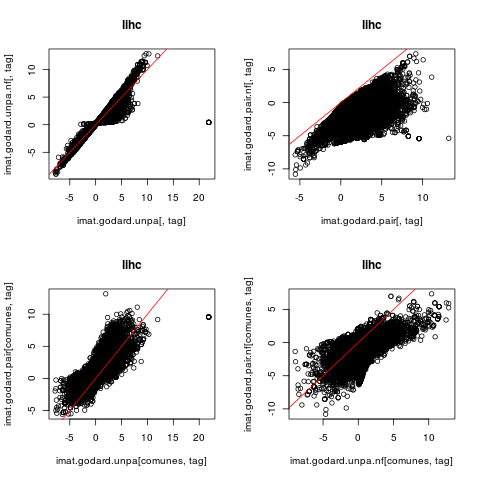 lihc
imat.godard.unpa.nf[, tag]
10
5
0
-5
-5 0 5 10 15 20
imat.godard.unpa[, tag]
lihc
imat.godard.pair.nf[, tag]
5
0
-5
-10
-5 0 5 10
imat.godard.pair[, tag]
lihc
imat.godard.pair[comunes, tag]
10
5
0
-5
-5 0 5 10 15 20
imat.godard.unpa[comunes, tag]
lihc
imat.godard.pair.nf[comunes, tag]
5
0
-5
-10
-5 0 5 10
imat.godard.unpa.nf[comunes, tag]